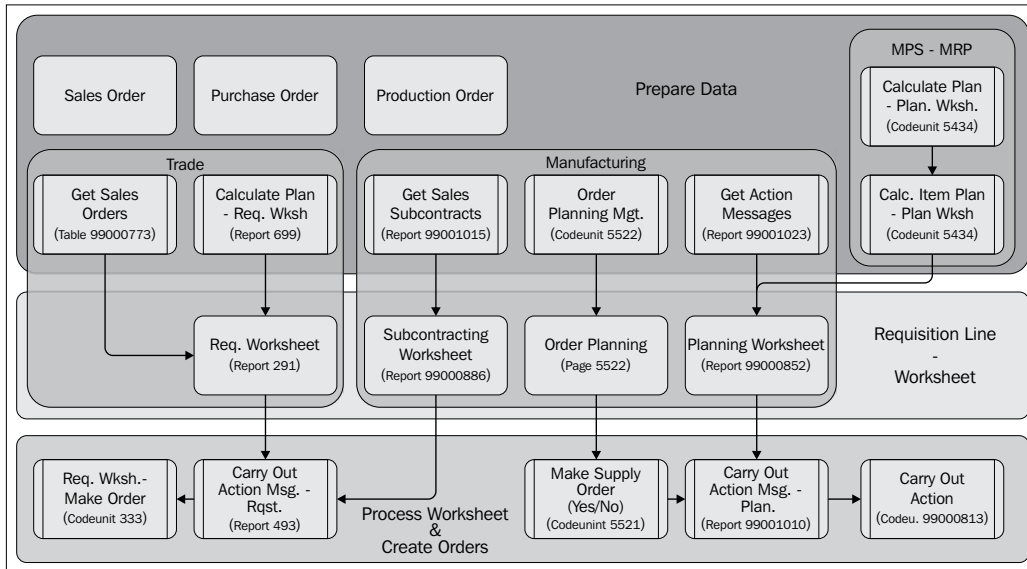 MPS - MRP
Calculate Plan
- Plan. Wksh.
(Codeunit 5434)
Sales Order
Purchase Order
Production Order
Prepare Data
Trade
Manufacturing
Get Sales
Orders
(Table 99000773)
Calculate Plan
- Req. Wksh
(Report 699)
Get Sales
Subcontracts
(Report 99001015)
Order
Planning Mgt.
(Codeunit 5522)
Get Action
Messages
(Report 99001023)
Calc. Item Plan
- Plan Wksh
(Codeunit 5434)
Req. Worksheet
(Report 291)
Subcontracting
Worksheet
(Report 99000886)
Order Planning
(Page 5522)
Planning Worksheet
(Report 99000852)
Requisition Line
-
Worksheet
Req. Wksh.-
Make Order
(Codeunit 333)
Carry Out
Action Msg. -
Rqst.
(Report 493)
Process Worksheet
&
Create Orders
Make Supply
Order
(Yes/No)
(Codeunint 5521)
Carry Out
Action Msg. -
Plan.
(Report 99001010)
Carry Out
Action
(Codeu. 99000813)